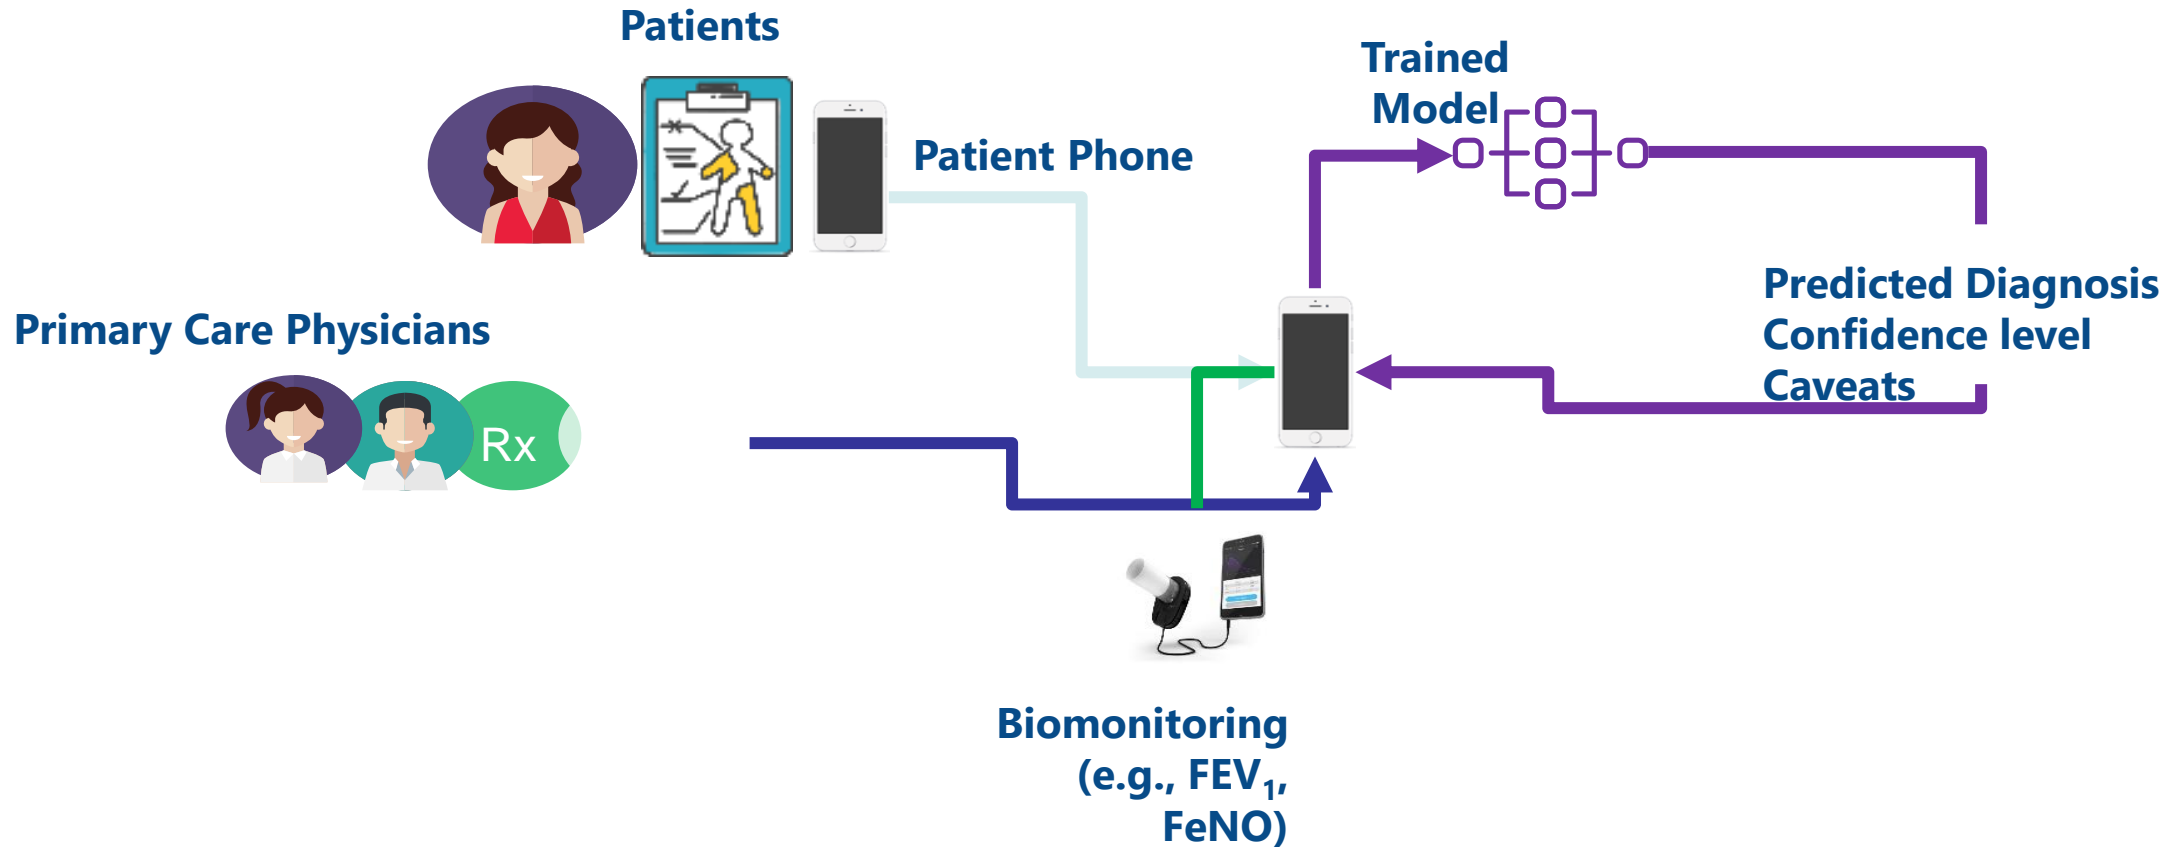 Patients
Trained
Model
Patient Phone
Predicted Diagnosis
Confidence level
Caveats
Primary Care Physicians
Rx
Biomonitoring
(e.g., FEV₁,
FeNO)